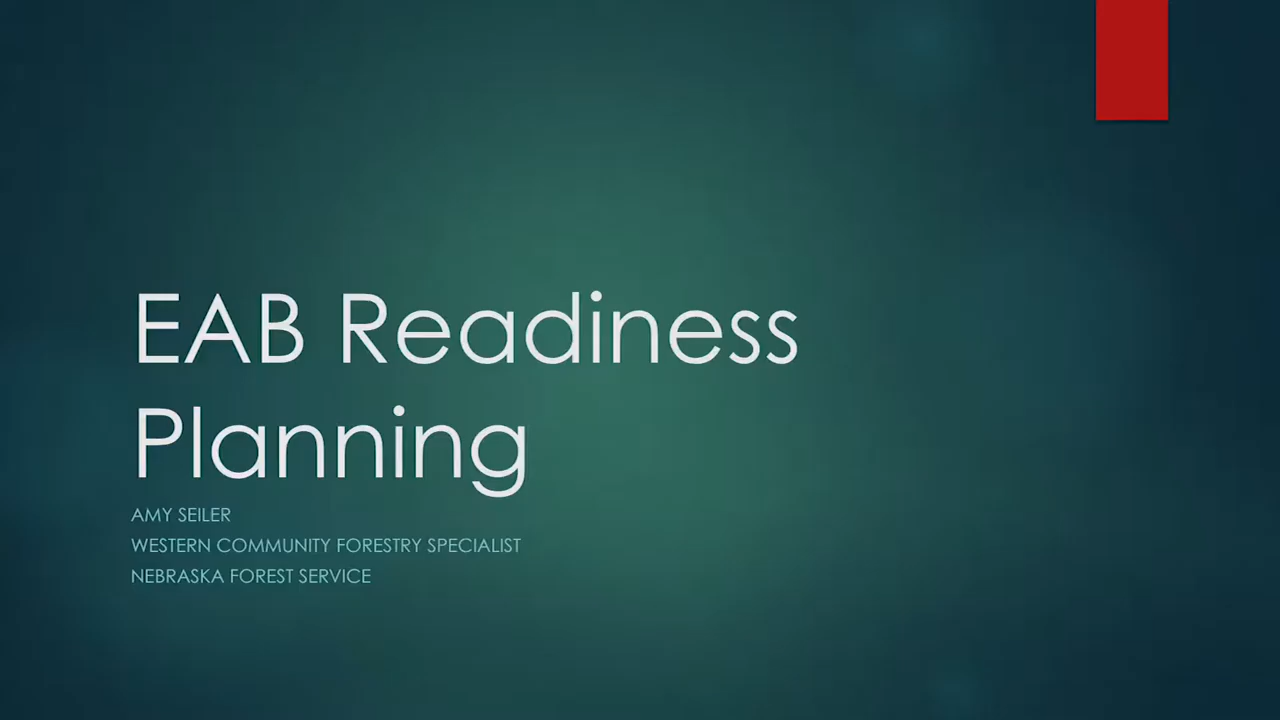 EAB Readiness
Planning
AMY SEILER
WESTERN COMMUNITY FORESTRY SPECIALIST
NEBRASKA FOREST SERVICE